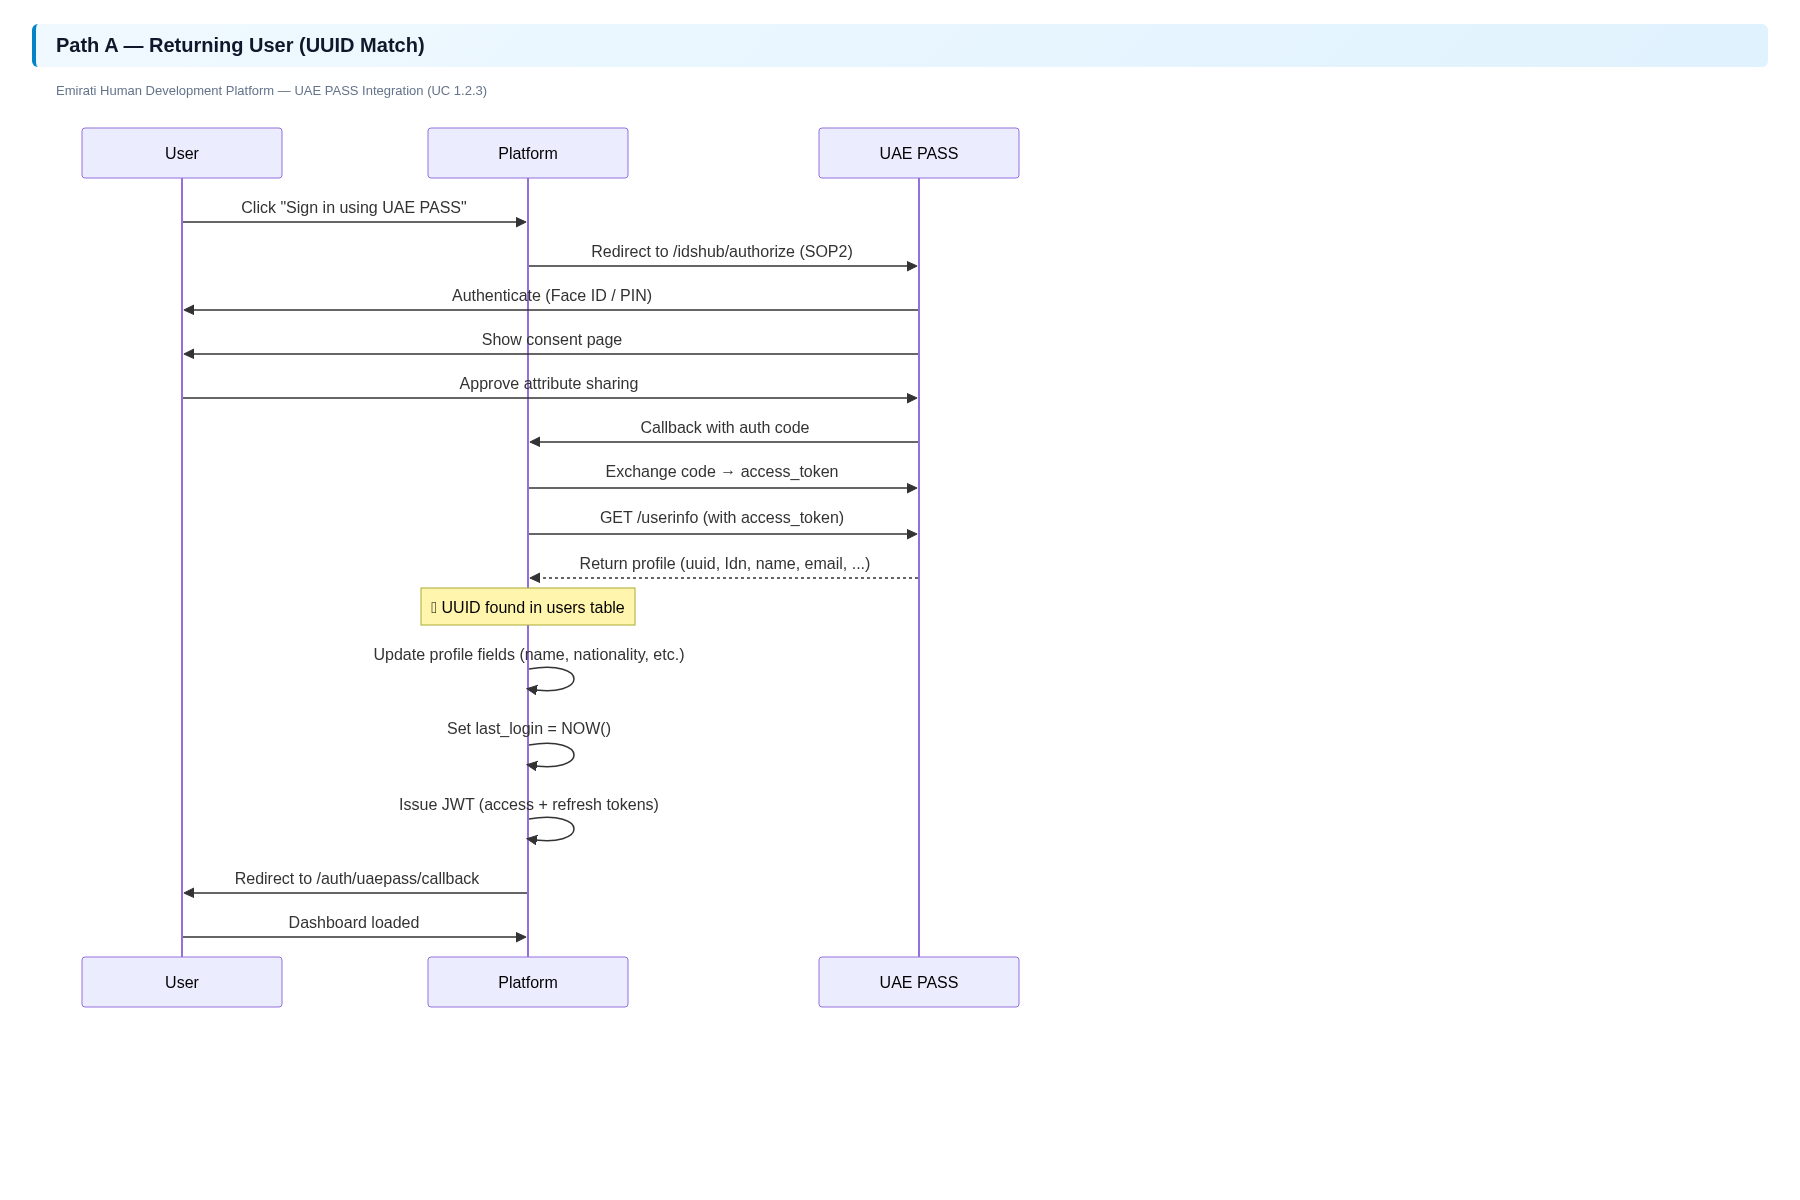 Path A — Returning User (UUID Match)
Emirati Human Development Platform — UAE PASS Integration (UC 1.2.3)
User
Platform
UAE PASS
Click "Sign in using UAE PASS"
Redirect to /idshub/authorize (SOP2)
Authenticate (Face ID / PIN)
Show consent page
Approve attribute sharing
Callback with auth code
Exchange code → access_token
GET /userinfo (with access_token)
Return profile (uuid, Idn, name, email, ...)
UUID found in users table
Update profile fields (name, nationality, etc.)
Set last_login = NOW()
Issue JWT (access + refresh tokens)
Redirect to /auth/uaepass/callback
Dashboard loaded
User
Platform
UAE PASS